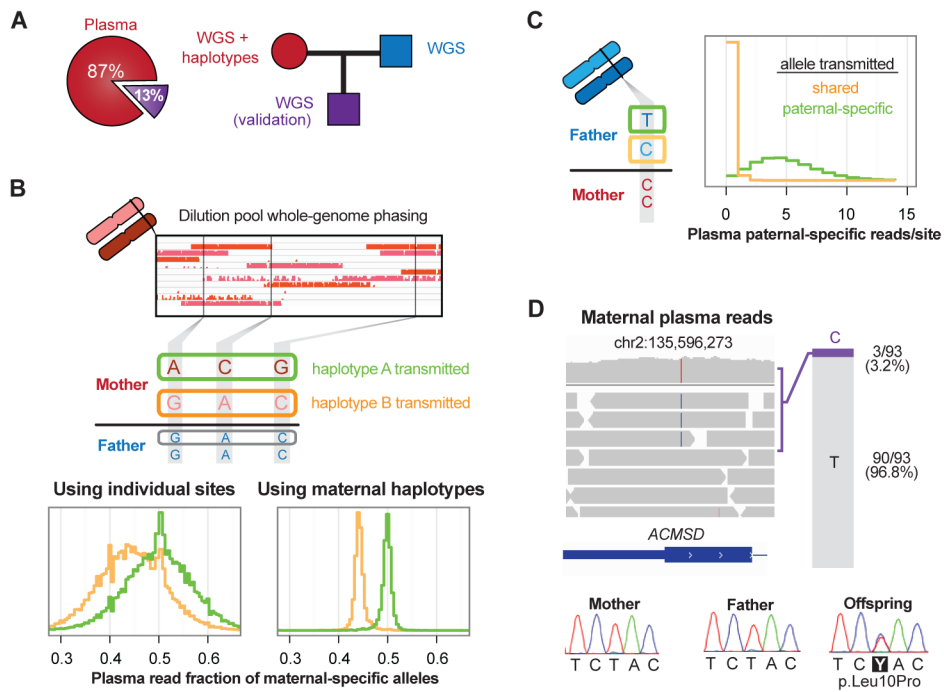 A
Plasma
87%
13%
WGS +
haplotypes
WGS
WGS
(validation)
B
Dilution pool whole-genome phasing
Mother
A C G
haplotype A transmitted
G A C
haplotype B transmitted
Father
G A C
G A C
Using individual sites
Using maternal haplotypes
0.3 0.4 0.5 0.6
0.3 0.4 0.5 0.6
Plasma read fraction of maternal-specific alleles
C
Father
T
C
Mother
C
C
allele transmitted
shared
paternal-specific
0 5 10 15
Plasma paternal-specific reads/site
D
Maternal plasma reads
chr2:135,596,273
C
3/93
(3.2%)
T
90/93
(96.8%)
ACMSD
Mother
T C T A C
Father
T C T A C
Offspring
T C Y A C
p.Leu10Pro